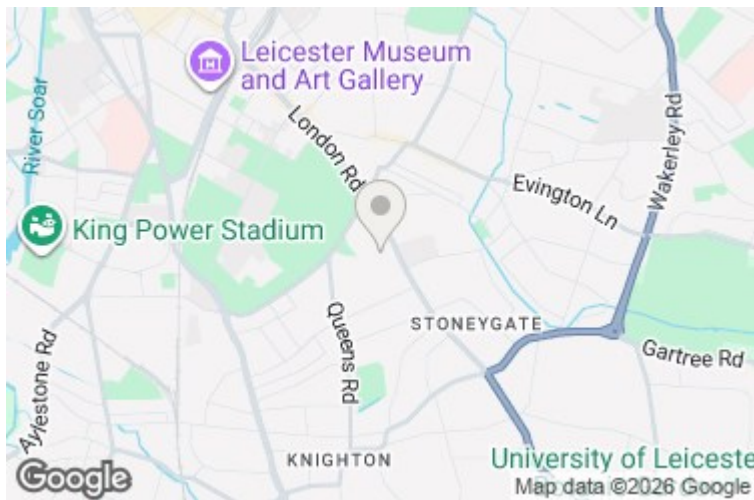 Leicester Museum
and Art Gallery
River Soar
London Rd
Wakerley Rd
Evington Ln
King Power Stadium
Queens Rd
STONEYGATE
Gartree Rd
Aylestone Rd
KNIGHTON
University of Leiceste
Google
Map data ©2026 Google